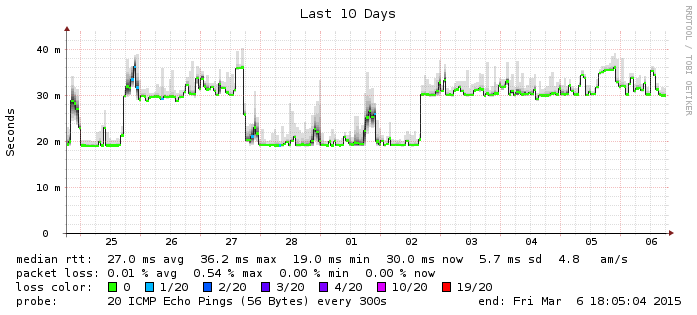 Last 10 Days
RRDTOOL / TOBI OETIKER
Seconds
40 m
30 m
20 m
10 m
0
25 26 27 28 01 02 03 04 05 06
median rtt: 27.0 ms avg 36.2 ms max 19.0 ms min 30.0 ms now 5.7 ms sd 4.8 am/s
packet loss: 0.01 % avg 0.54 % max 0.00 % min 0.00 % now
loss color: 0 1/20 2/20 3/20 4/20 10/20 19/20
probe: 20 ICMP Echo Pings (56 Bytes) every 300s end: Fri Mar 6 18:05:04 2015